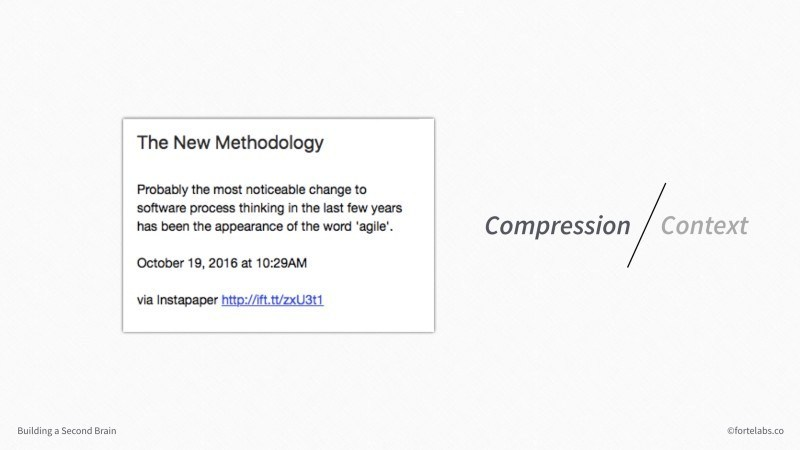 The New Methodology
Probably the most noticeable change to
software process thinking in the last few years
has been the appearance of the word 'agile'.
October 19, 2016 at 10:29AM
via Instapaper http://ift.tt/zxU3t1
Compression / Context
Building a Second Brain
©fortelabs.co